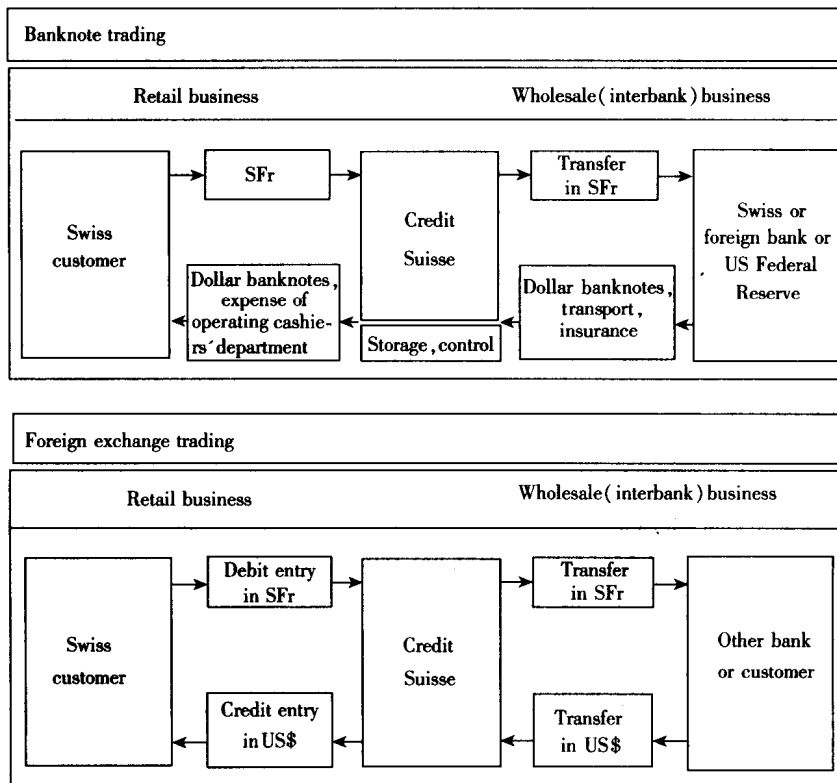 Banknote trading
Retail business
Wholesale(interbank)business
Swiss
customer
SFr
Dollar banknotes,
expense of
operating cashie-
rs´department
Credit
Suisse
Storage,control
Transfer
in SFr
Dollar banknotes,
transport,
insurance
Swiss or
foreign bank or
US Federal
Reserve
Foreign exchange trading
Retail business
Wholesale(interbank)business
Swiss
customer
Debit entry
in SFr
Credit entry
in US$
Credit
Suisse
Transfer
in SFr
Transfer
in US$
Other bank
or customer